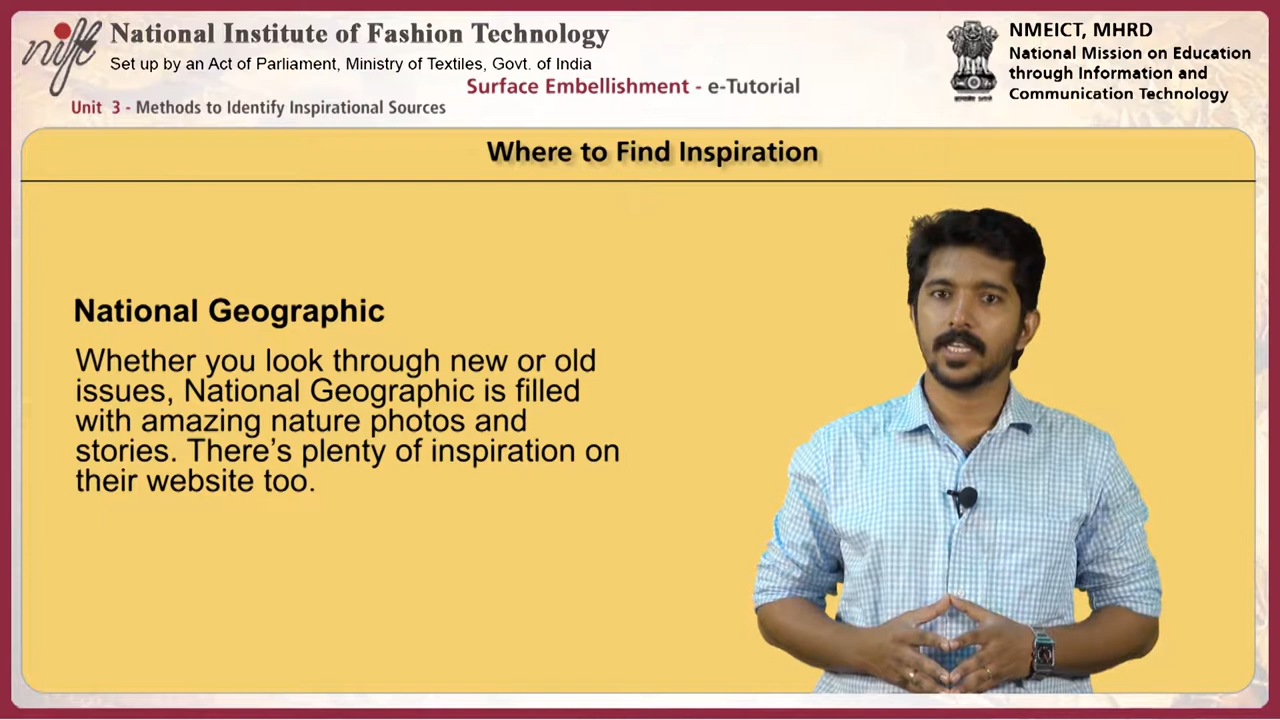 nift
National Institute of Fashion Technology
Set up by an Act of Parliament, Ministry of Textiles, Govt. of India
Surface Embellishment - e-Tutorial
Unit 3 - Methods to Identify Inspirational Sources
NMEICT, MHRD
National Mission on Education
through Information and
Communication Technology
Where to Find Inspiration
National Geographic
Whether you look through new or old
issues, National Geographic is filled
with amazing nature photos and
stories. There's plenty of inspiration on
their website too.